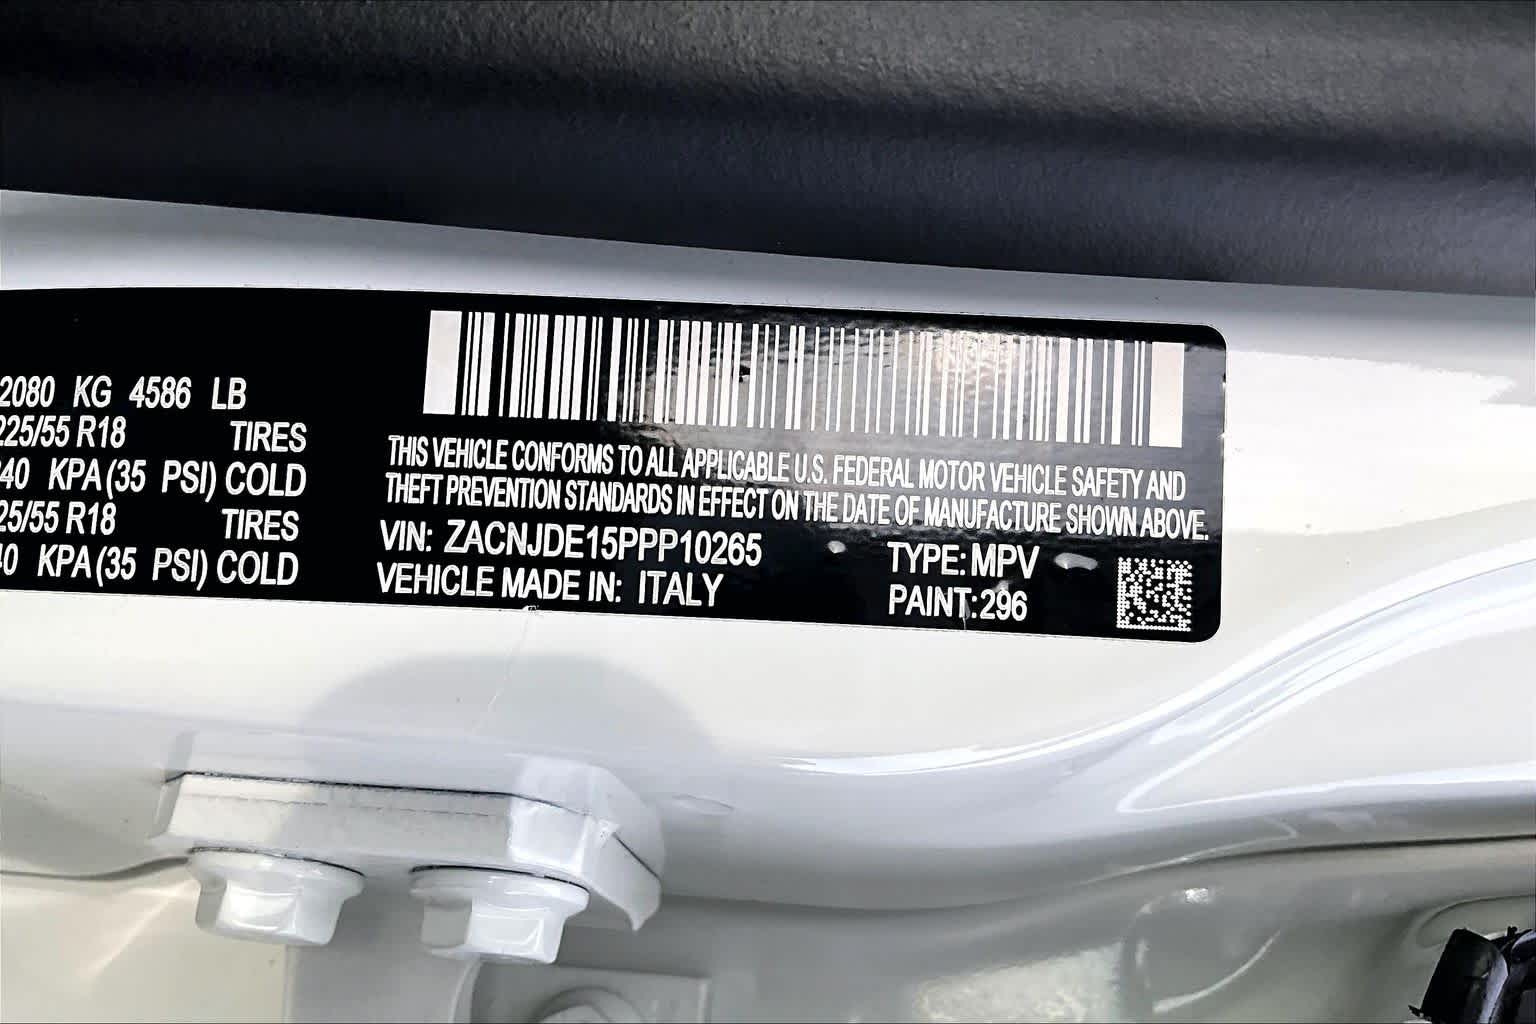 2080 KG 4586 LB
225/55 R18 TIRES
240 KPA(35 PSI) COLD
225/55 R18 TIRES
240 KPA(35 PSI) COLD
THIS VEHICLE CONFORMS TO ALL APPLICABLE U.S. FEDERAL MOTOR VEHICLE SAFETY AND
THEFT PREVENTION STANDARDS IN EFFECT ON THE DATE OF MANUFACTURE SHOWN ABOVE.
VIN: ZACNJDE15PPP10265 TYPE: MPV
VEHICLE MADE IN: ITALY PAINT: 296